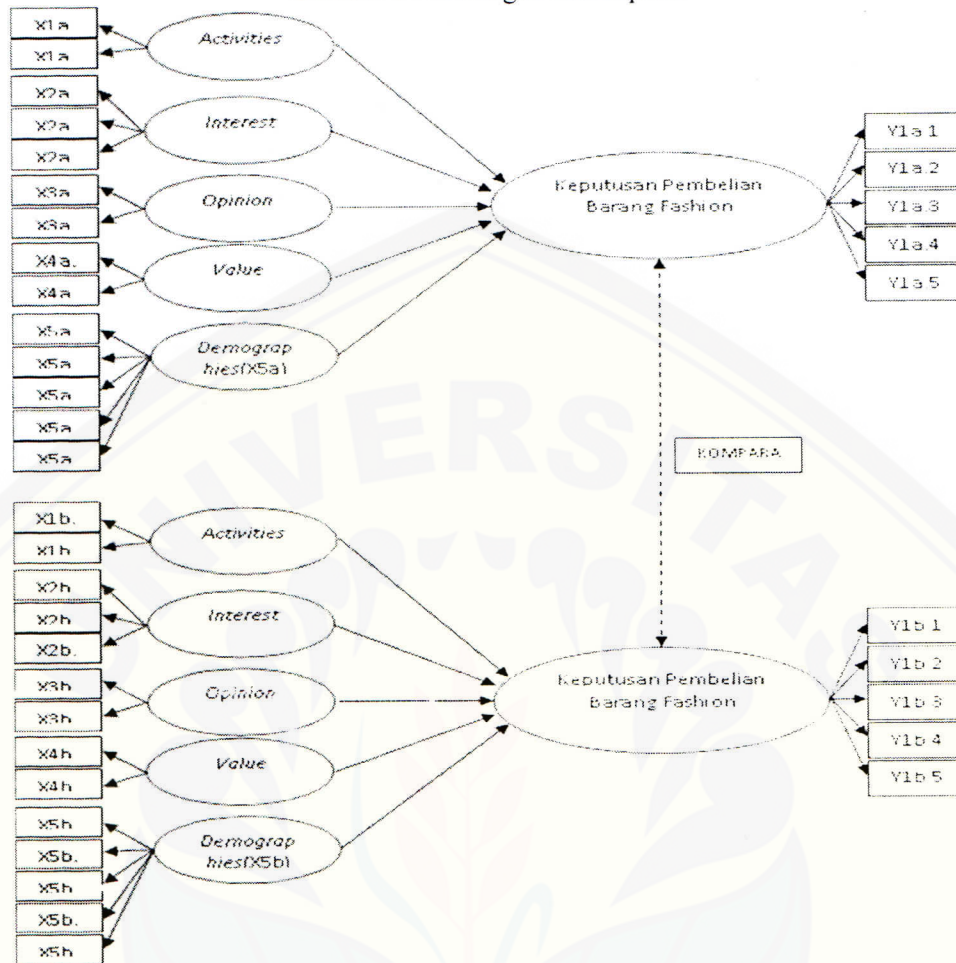 X1a
X1a
X2a
X2a
X2a
X3a
X3a
X4a.
X4a
X5a
X5a
X5a
X5a
X5a
Activities
Interest
Opinion
Value
Demograp
hies(X5a)
Keputusan Pembelian
Barang Fashion
Y1a.1
Y1a.2
Y1a.3
Y1a.4
Y1a.5
KOMPARA
X1b.
X1b
X2b
X2b
X2b.
X3b
X3b
X4b
X4b
X5b
X5b.
X5b
X5b.
X5b
Activities
Interest
Opinion
Value
Demograp
hies(X5b)
Keputusan Pembelian
Barang Fashion
Y1b.1
Y1b.2
Y1b.3
Y1b.4
Y1b.5
UNIVERSITAS